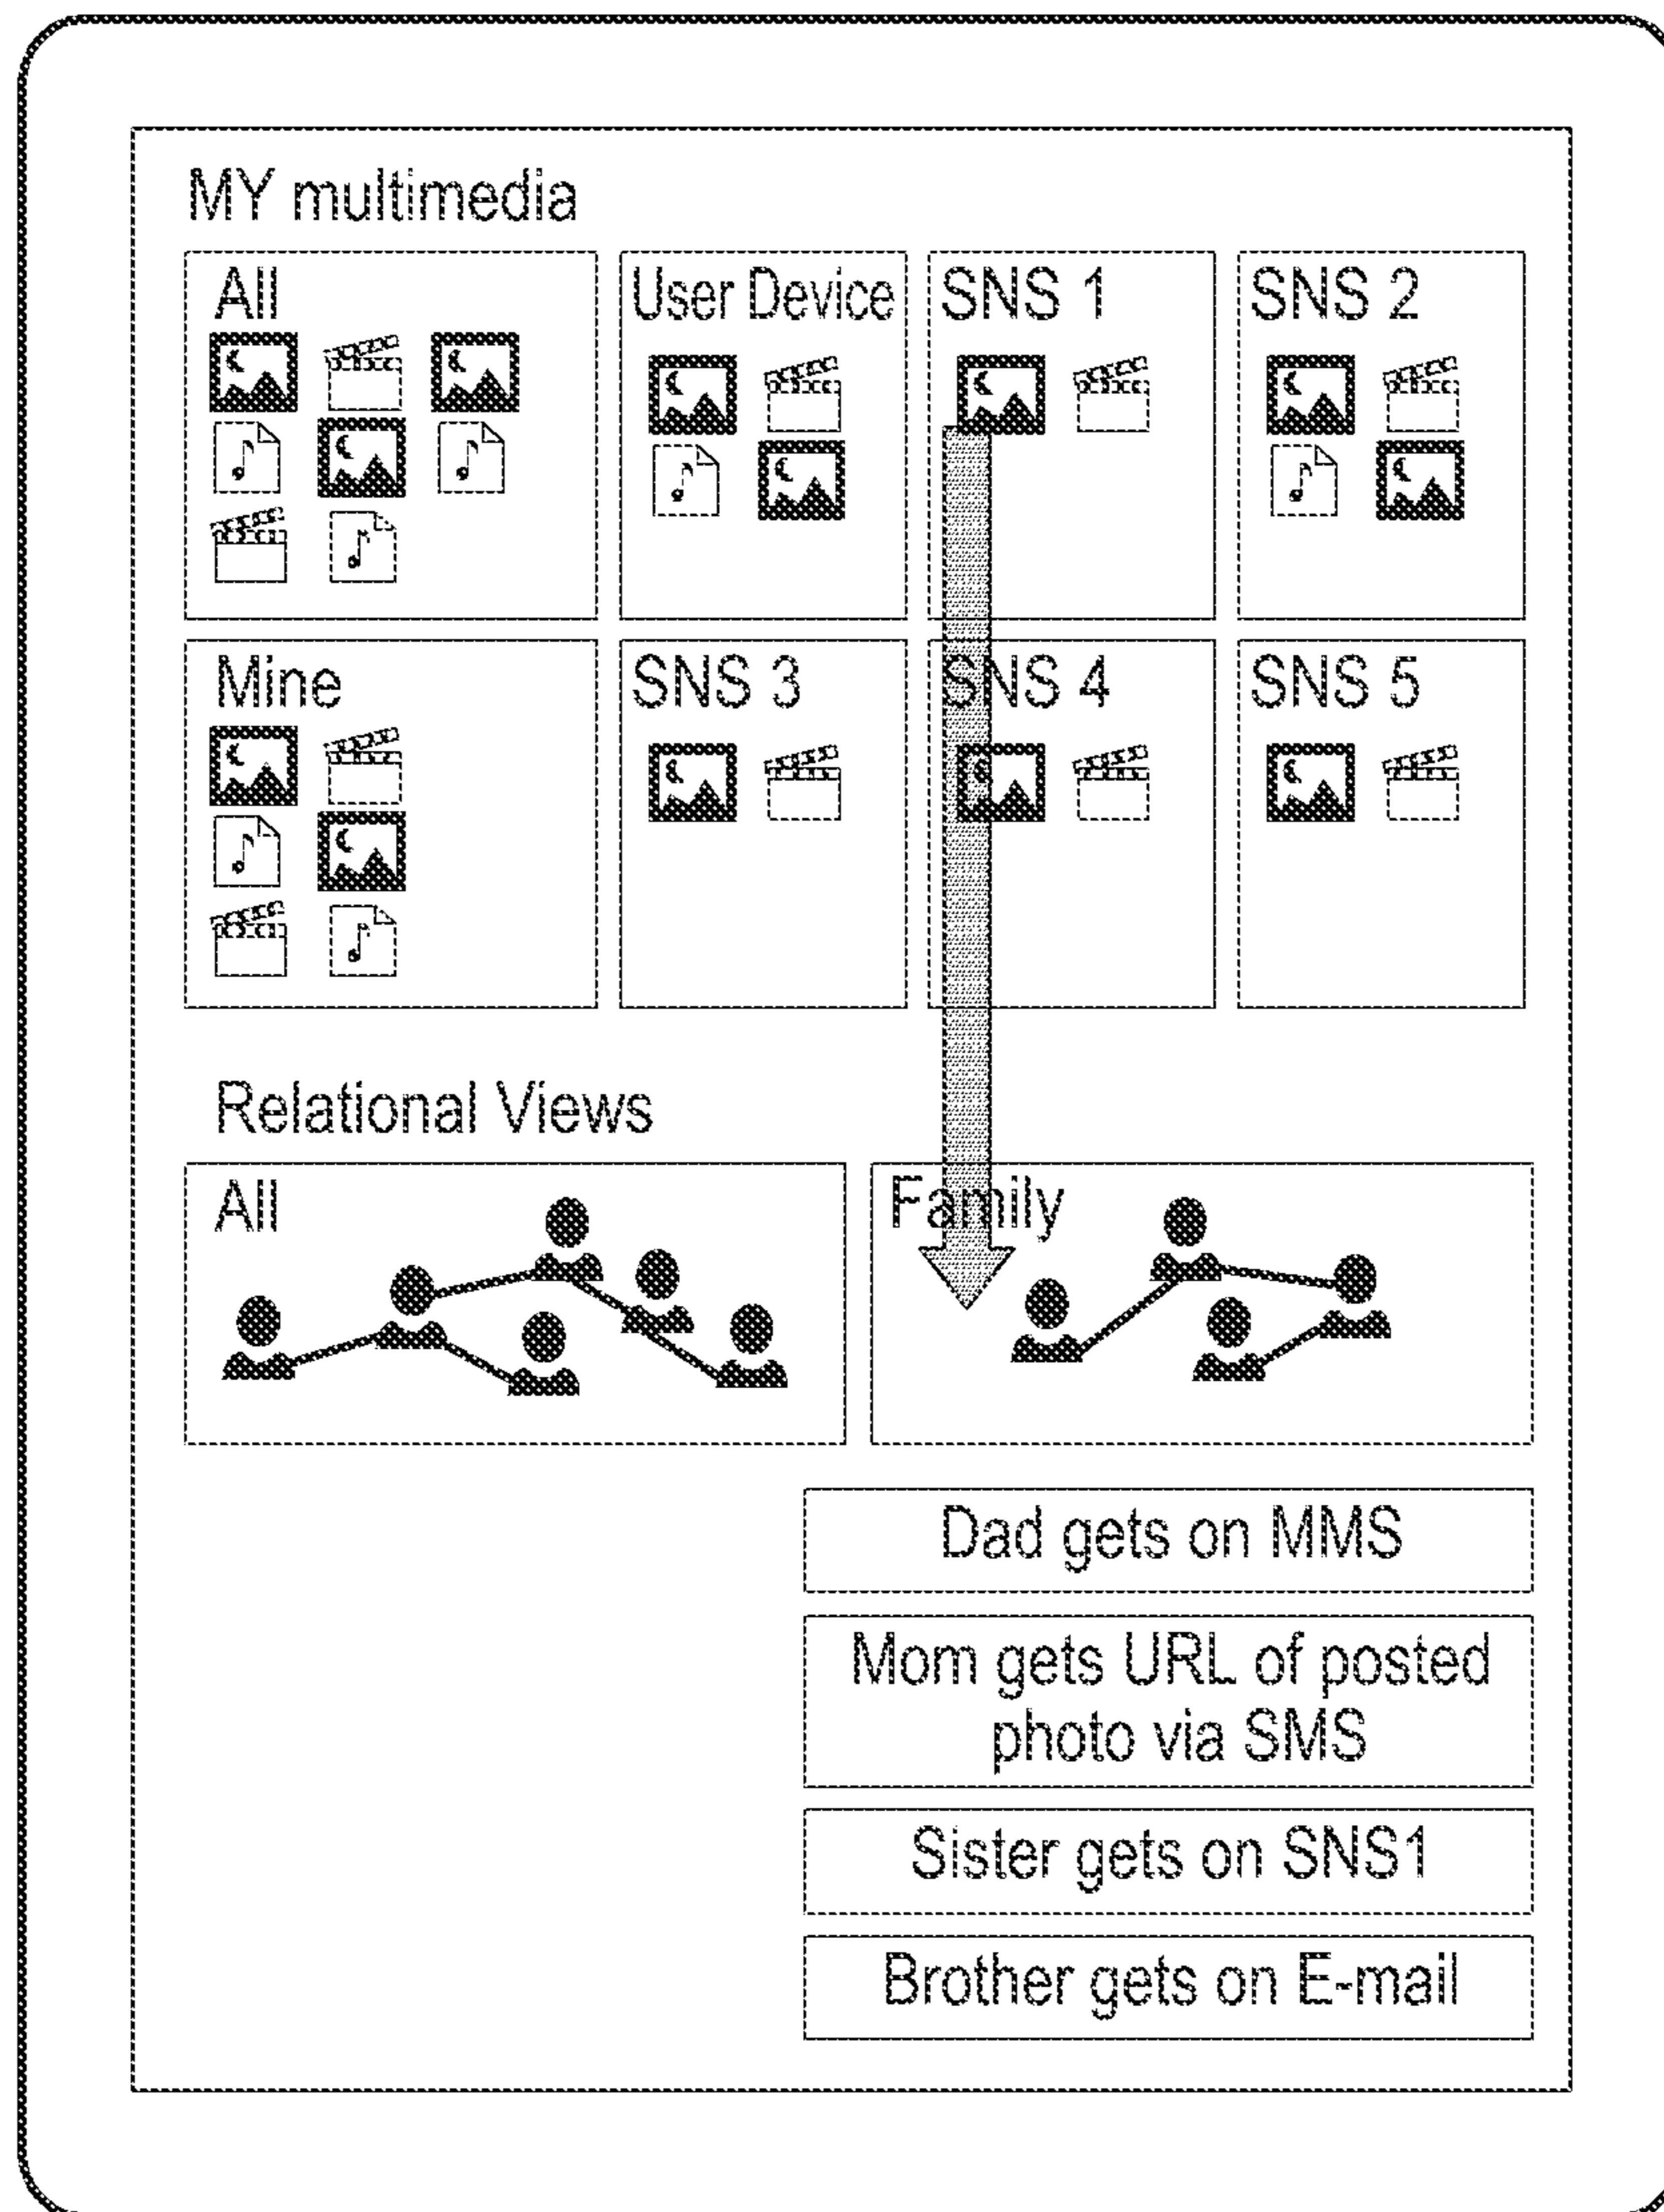 MY multimedia
All
User Device
SNS 1
SNS 2
Mine
SNS 3
SNS 4
SNS 5
Relational Views
All
Family
Dad gets on MMS
Mom gets URL of posted
photo via SMS
Sister gets on SNS1
Brother gets on E-mail